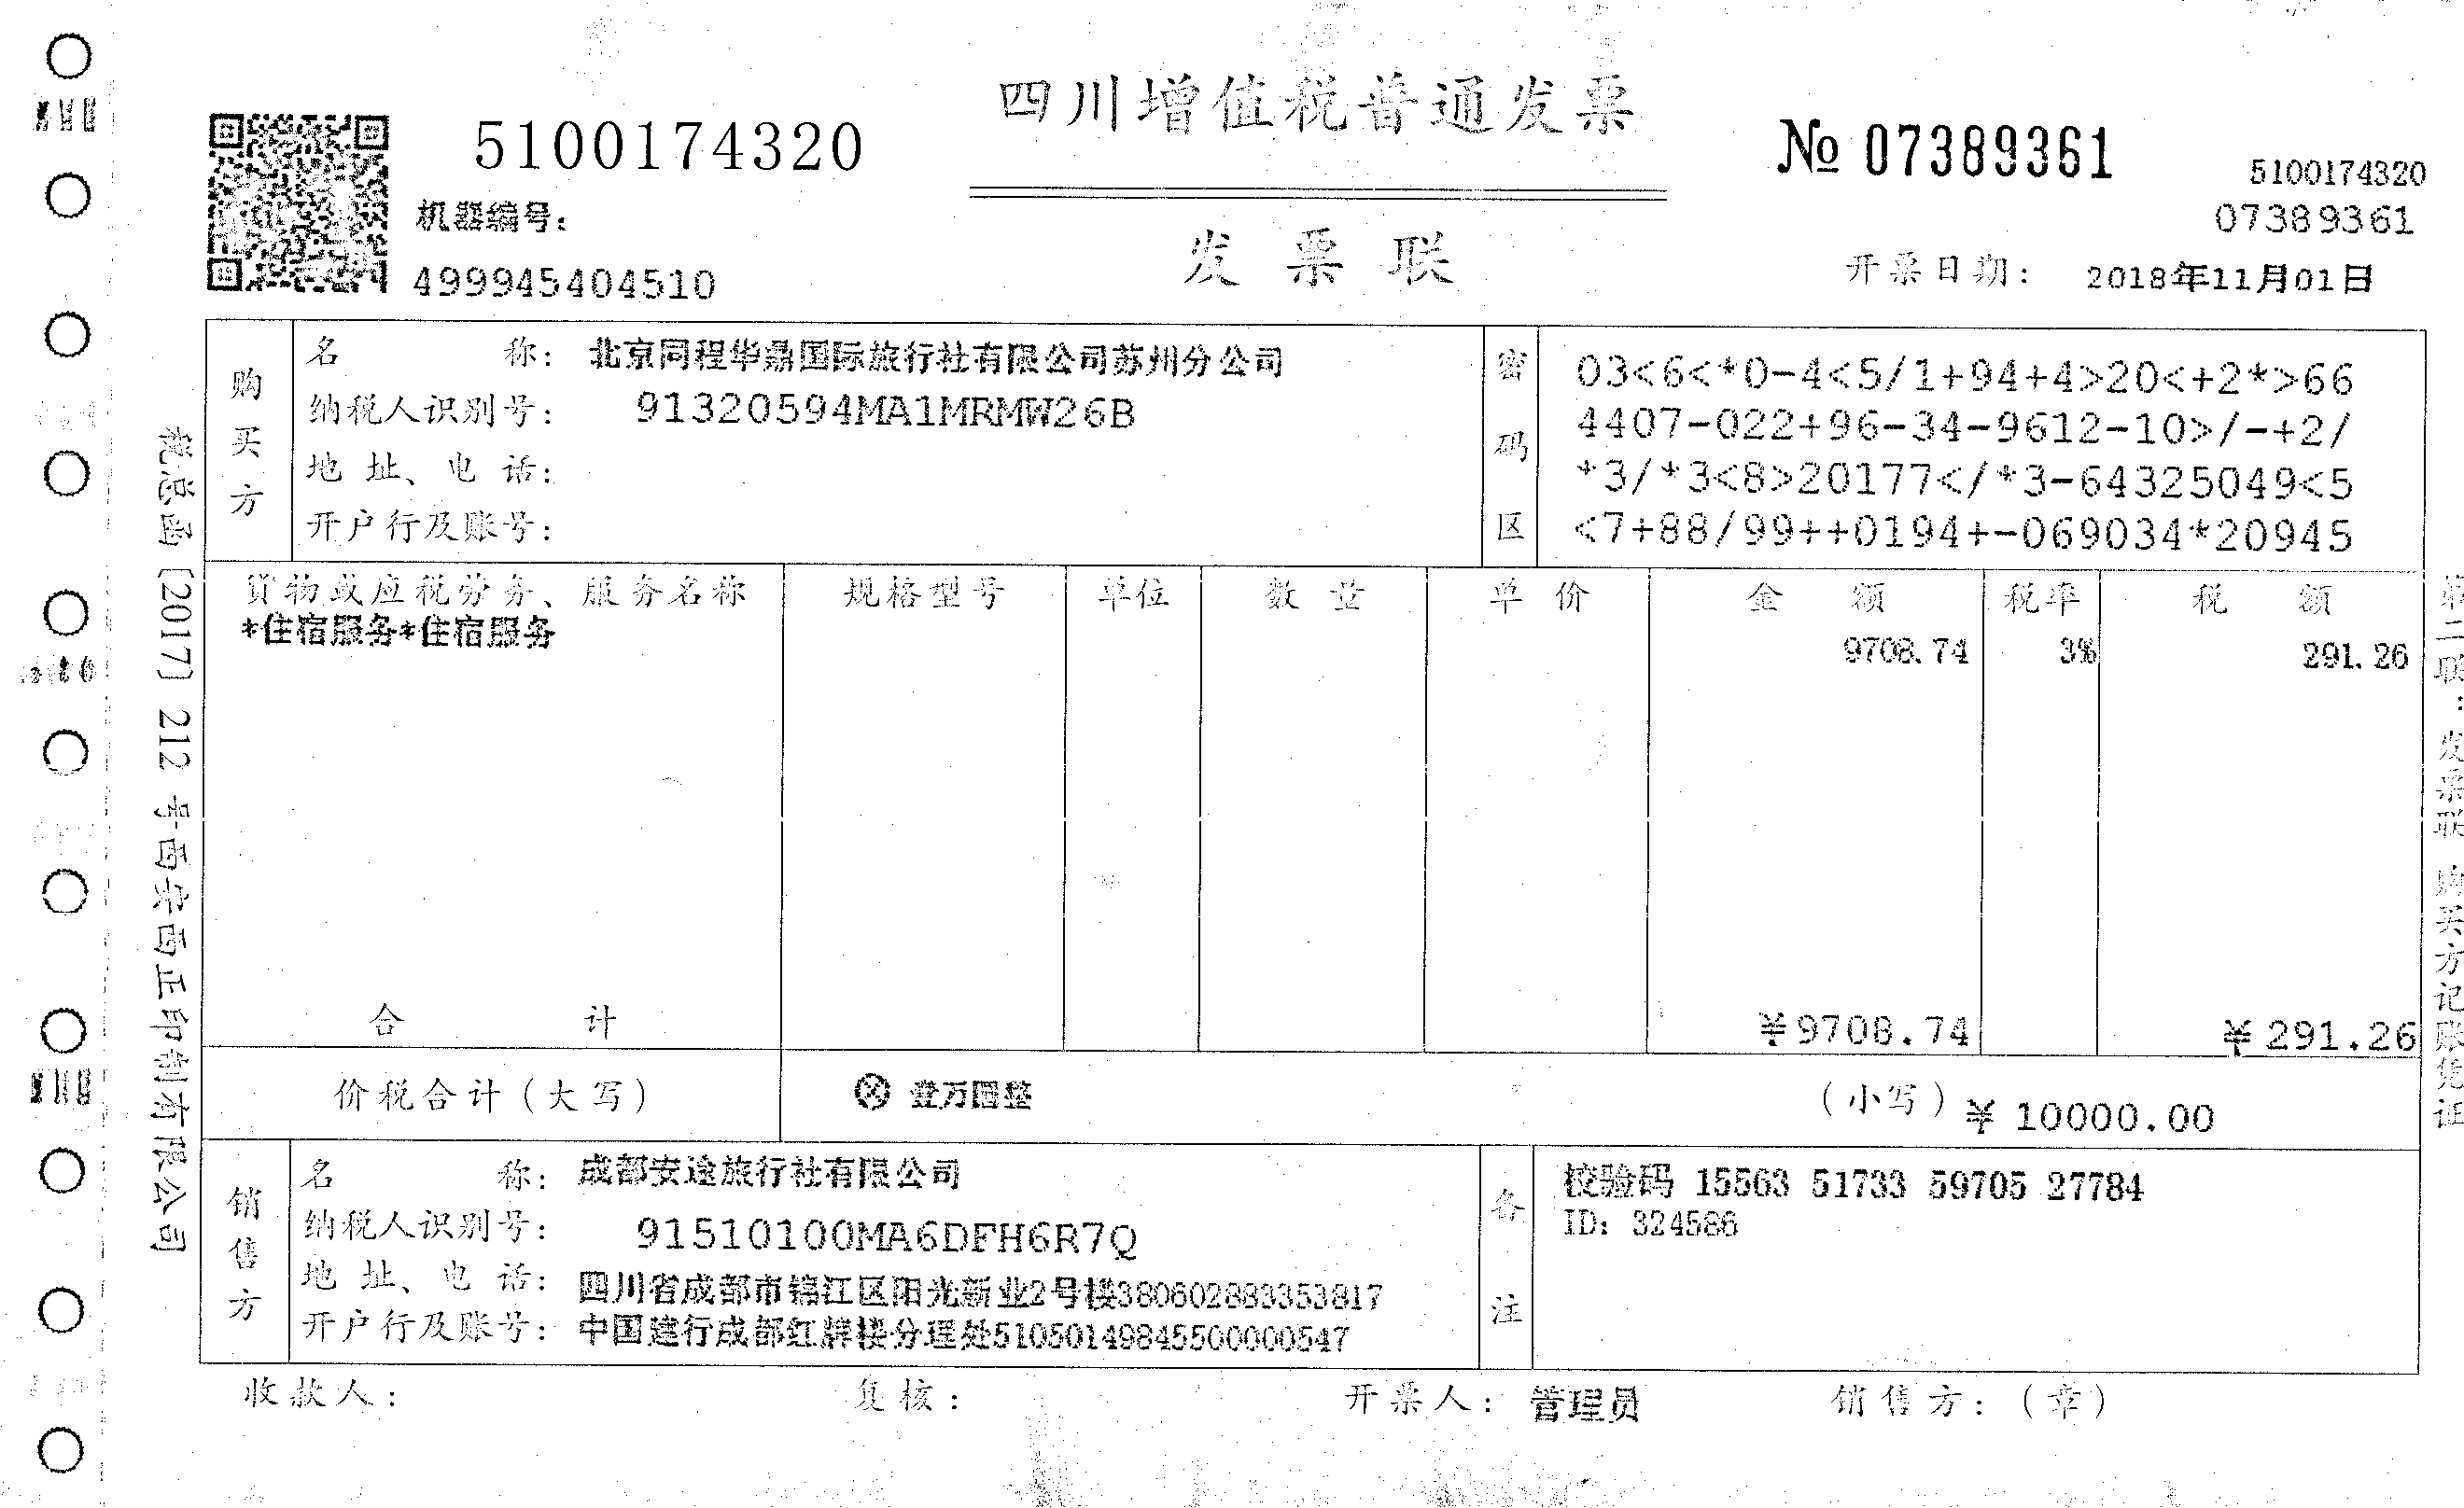 四川增值税普通发票
5100174320
№ 07389361
5100174320
07389361
机器编号：
499945404510
发票联
开票日期： 2018年11月01日
购买方
名 称： 北京同程华鼎国际旅行社有限公司苏州分公司
纳税人识别号： 91320594MA1MRMW26B
地 址、电 话：
开户行及账号：
密码区
03<6<*0-4<5/1+94+4>20<+2*>66
4407-022+96-34-9612-10>/-+2/
*3/*3<8>20177</*3-64325049<5
<7+88/99++0194+-069034*20945
货物或应税劳务、服务名称 规格型号 单位 数 量 单 价 金 额 税率 税 额
*住宿服务*住宿服务 9708.74 3% 291.26
合 计 ￥9708.74 ￥291.26
价税合计（大写） ⊗ 壹万圆整 （小写）￥10000.00
销售方
名 称： 成都安途旅行社有限公司
纳税人识别号： 91510100MA6DFH6R7Q
地 址、电 话： 四川省成都市锦江区阳光新业2号楼380602883353817
开户行及账号： 中国建行成都红牌楼分理处51050149845500000547
备注
校验码 15563 51733 59705 27784
ID: 324586
收款人： 复核： 开票人： 管理员 销售方：（章）
税总函〔2017〕212号西安西正印制有限公司
第二联：发票联 购买方记账凭证